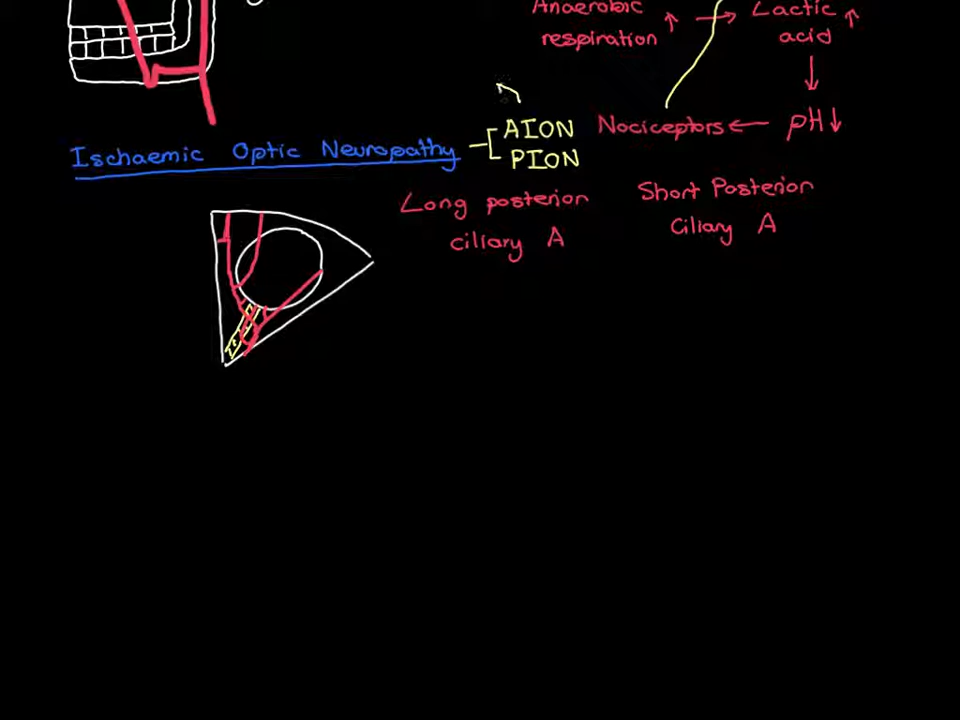 Anaerobic
respiration ↑ → Lactic
acid ↑
↓
Nociceptors ← pH↓
Ischaemic Optic Neuropathy
AION
PION
Long posterior
ciliary A
Short Posterior
Ciliary A